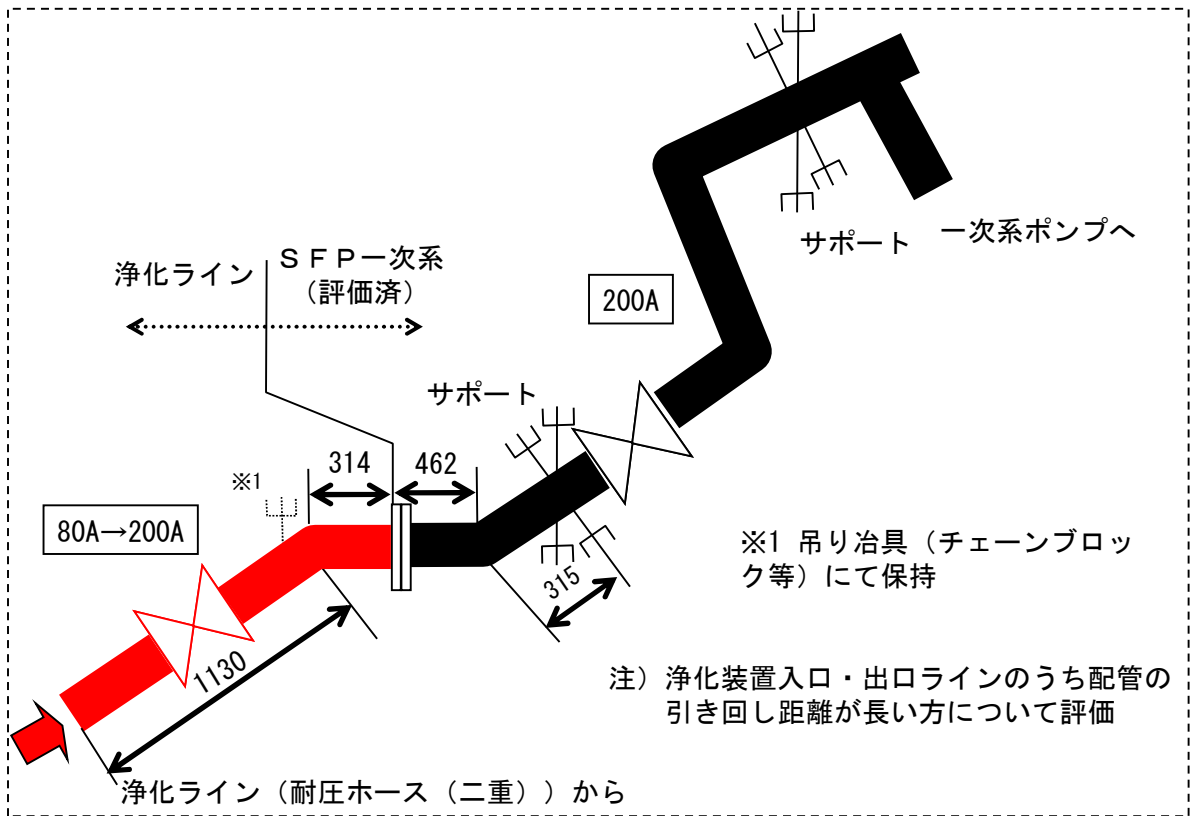 サポート
一次系ポンプへ
浄化ライン
ＳＦＰ一次系
（評価済）
200A
サポート
※1
314
462
80A→200A
315
1130
※1 吊り冶具（チェーンブロッ
ク等）にて保持
注）浄化装置入口・出口ラインのうち配管の
引き回し距離が長い方について評価
浄化ライン（耐圧ホース（二重））から